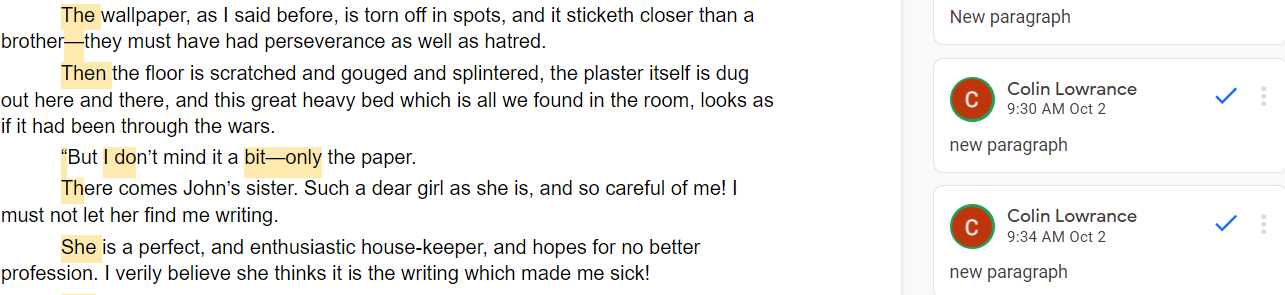 The wallpaper, as I said before, is torn off in spots, and it sticketh closer than a
brother—they must have had perseverance as well as hatred.
Then the floor is scratched and gouged and splintered, the plaster itself is dug
out here and there, and this great heavy bed which is all we found in the room, looks as
if it had been through the wars.
“But I don’t mind it a bit—only the paper.
There comes John’s sister. Such a dear girl as she is, and so careful of me! I
must not let her find me writing.
She is a perfect, and enthusiastic house-keeper, and hopes for no better
profession. I verily believe she thinks it is the writing which made me sick!
New paragraph
C
Colin Lowrance
9:30 AM Oct 2
new paragraph
C
Colin Lowrance
9:34 AM Oct 2
new paragraph